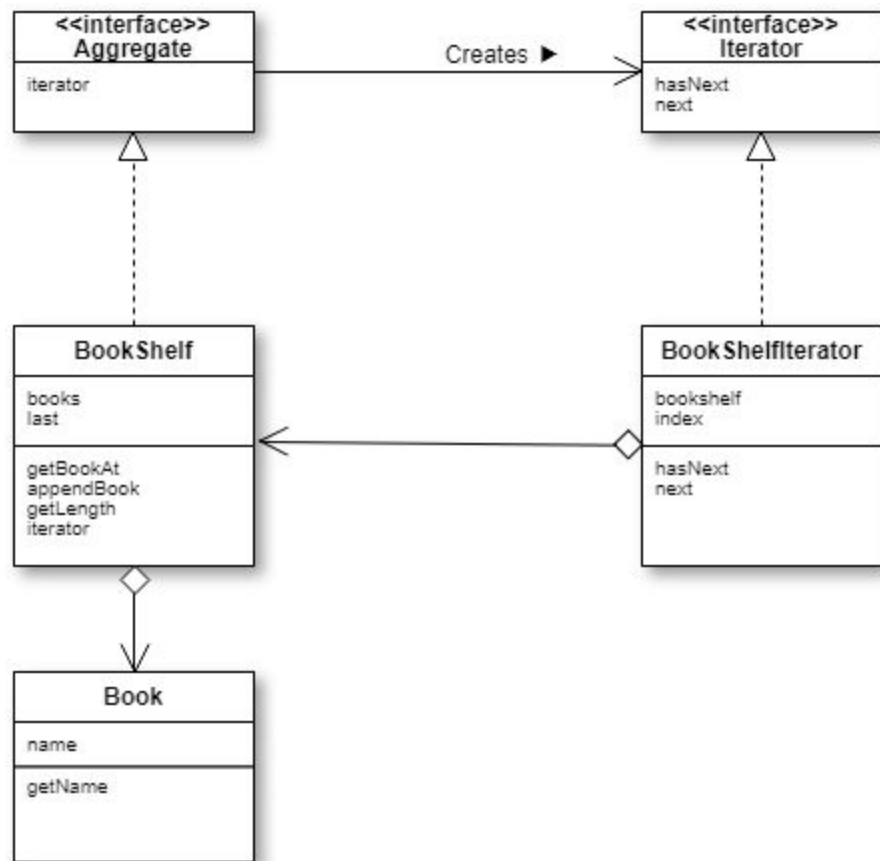 <<interface>>
Aggregate
iterator
Creates ▶
<<interface>>
Iterator
hasNext
next
BookShelf
books
last
getBookAt
appendBook
getLength
iterator
BookShelfIterator
bookshelf
index
hasNext
next
Book
name
getName